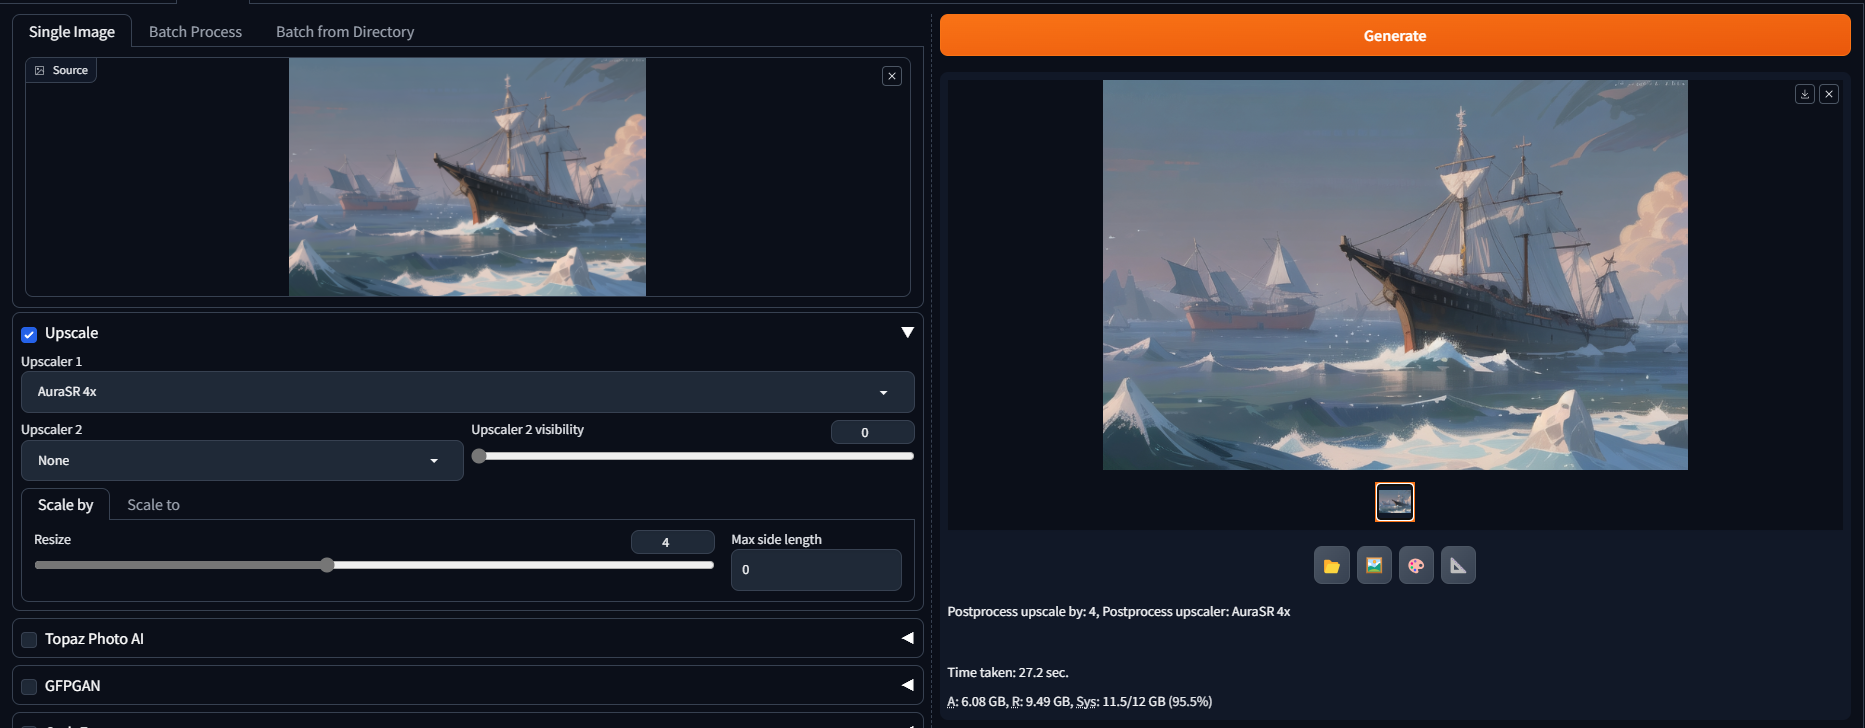 Single Image
Batch Process
Batch from Directory
Source
Upscale
Upscaler 1
AuraSR 4x
Upscaler 2
Upscaler 2 visibility
0
None
Scale by
Scale to
Resize
4
Max side length
0
Topaz Photo AI
GFPGAN
Generate
Postprocess upscale by: 4, Postprocess upscaler: AuraSR 4x
Time taken: 27.2 sec.
A: 6.08 GB, R: 9.49 GB, Sys: 11.5/12 GB (95.5%)